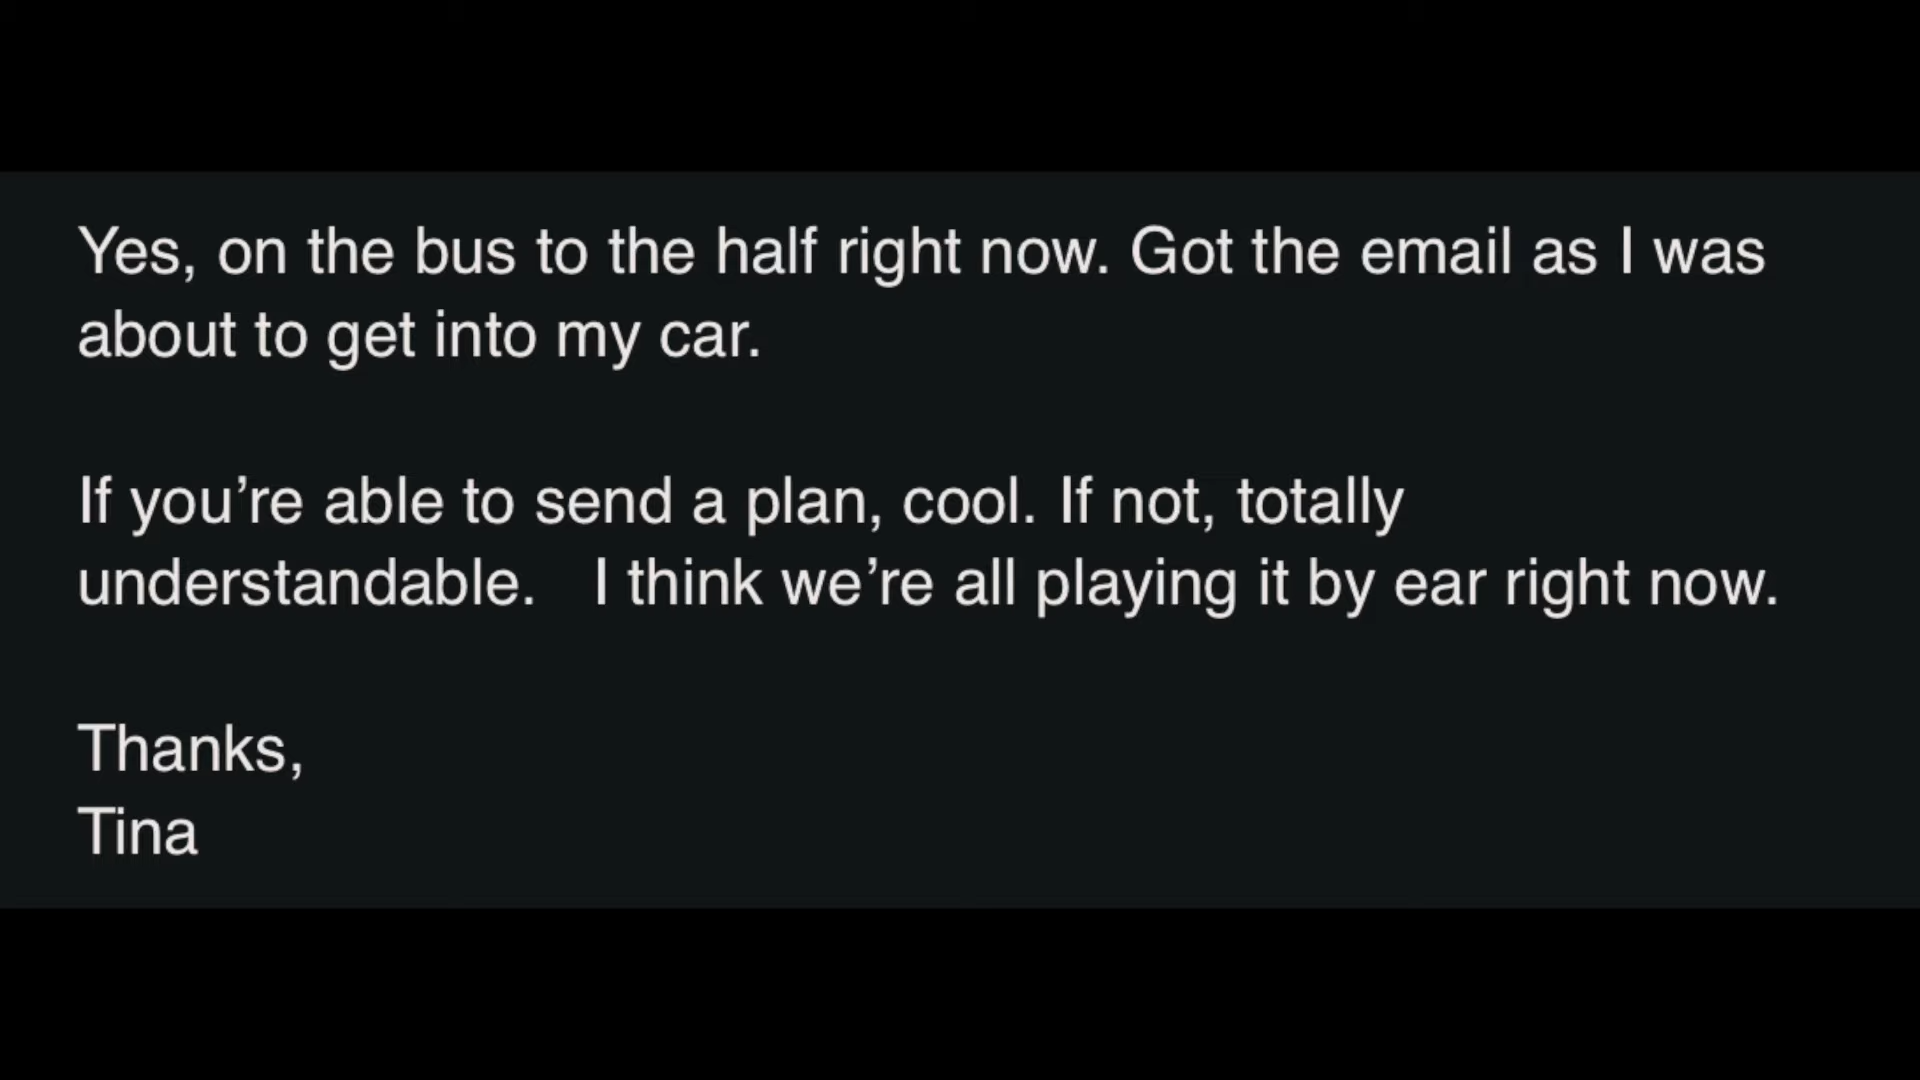 Yes, on the bus to the half right now. Got the email as I was
about to get into my car.
If you’re able to send a plan, cool. If not, totally
understandable.   I think we’re all playing it by ear right now.
Thanks,
Tina